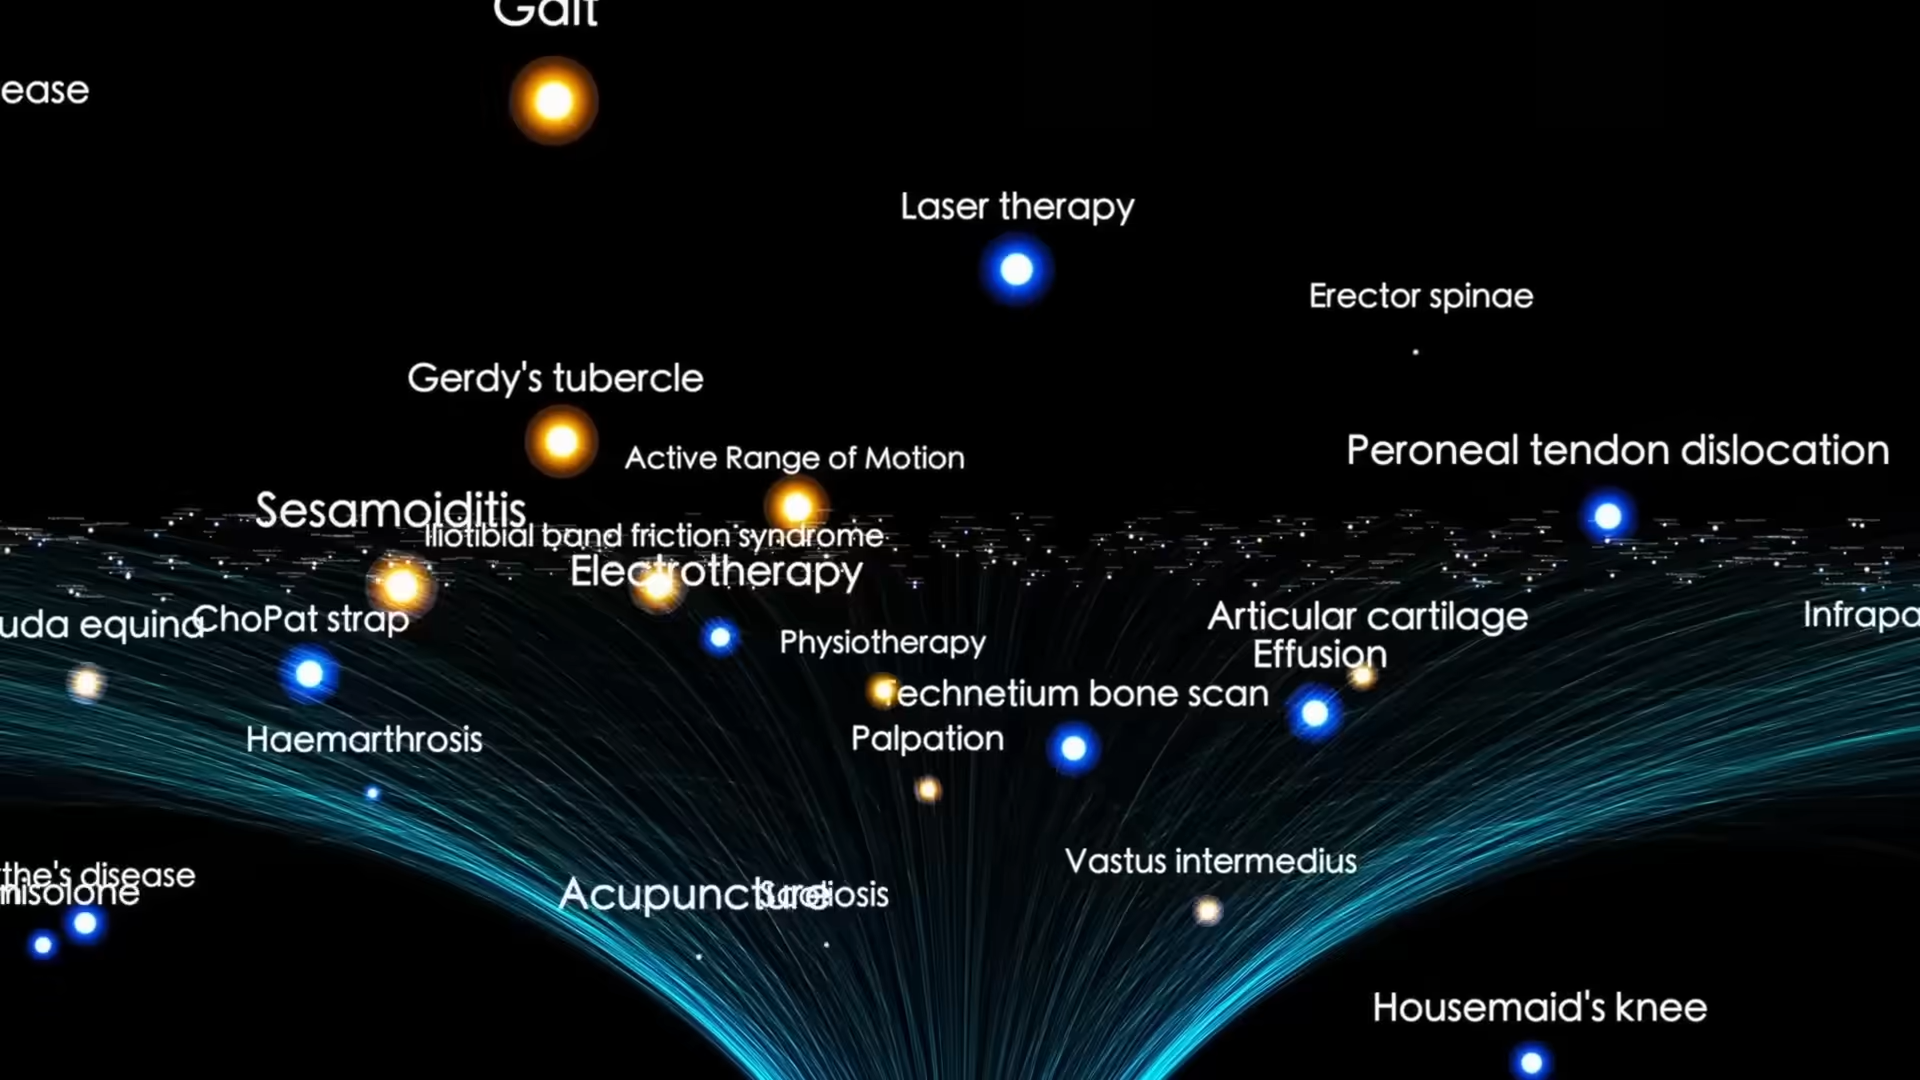 Gait
ease
Laser therapy
Erector spinae
Gerdy's tubercle
Active Range of Motion
Peroneal tendon dislocation
Sesamoiditis
Iliotibial band friction syndrome
Electrotherapy
uda equina
ChoPat strap
Articular cartilage
Infrapa
Physiotherapy
Effusion
Technetium bone scan
Haemarthrosis
Palpation
Vastus intermedius
the's disease
nisolone
Acupuncture
Scoliosis
Housemaid's knee